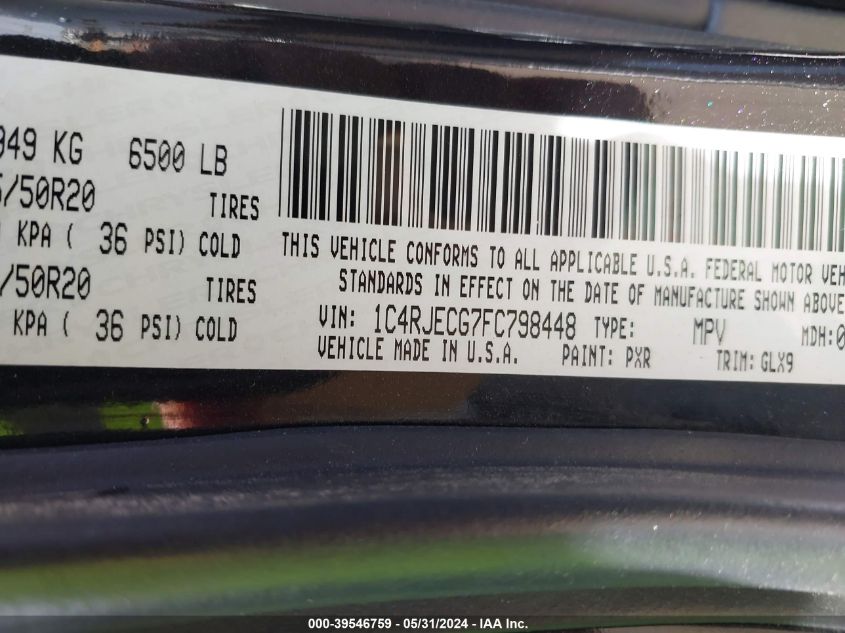 949 KG 6500 LB
/50R20 TIRES
KPA ( 36 PSI) COLD
/50R20 TIRES
KPA ( 36 PSI) COLD
THIS VEHICLE CONFORMS TO ALL APPLICABLE U.S.A. FEDERAL MOTOR VEH
STANDARDS IN EFFECT ON THE DATE OF MANUFACTURE SHOWN ABOVE
VIN: 1C4RJECG7FC798448 TYPE: MPV MDH:0
VEHICLE MADE IN U.S.A. PAINT: PXR TRIM: GLX9
000-39546759 - 05/31/2024 - IAA Inc.